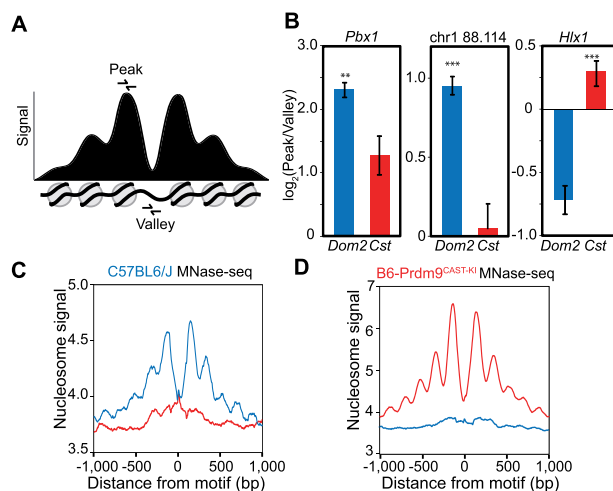 A
Peak
Signal
Valley
B
Pbx1
chr1 88.114
Hlx1
log2(Peak/Valley)
3.0
2.0
1.0
0
**
Dom2 Cst
1.0
0.5
0
***
Dom2 Cst
0.5
0
-0.5
-1.0
***
Dom2 Cst
C
C57BL6/J MNase-seq
Nucleosome signal
5.0
4.5
4.0
3.5
-1,000 -500 0 500 1,000
Distance from motif (bp)
D
B6-Prdm9CAST-KI MNase-seq
Nucleosome signal
7
6
5
4
3
-1,000 -500 0 500 1,000
Distance from motif (bp)